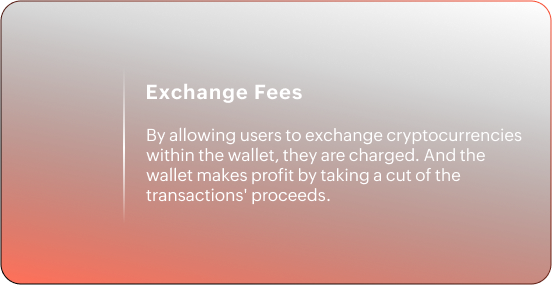 Exchange Fees
By allowing users to exchange cryptocurrencies
within the wallet, they are charged. And the
wallet makes profit by taking a cut of the
transactions' proceeds.